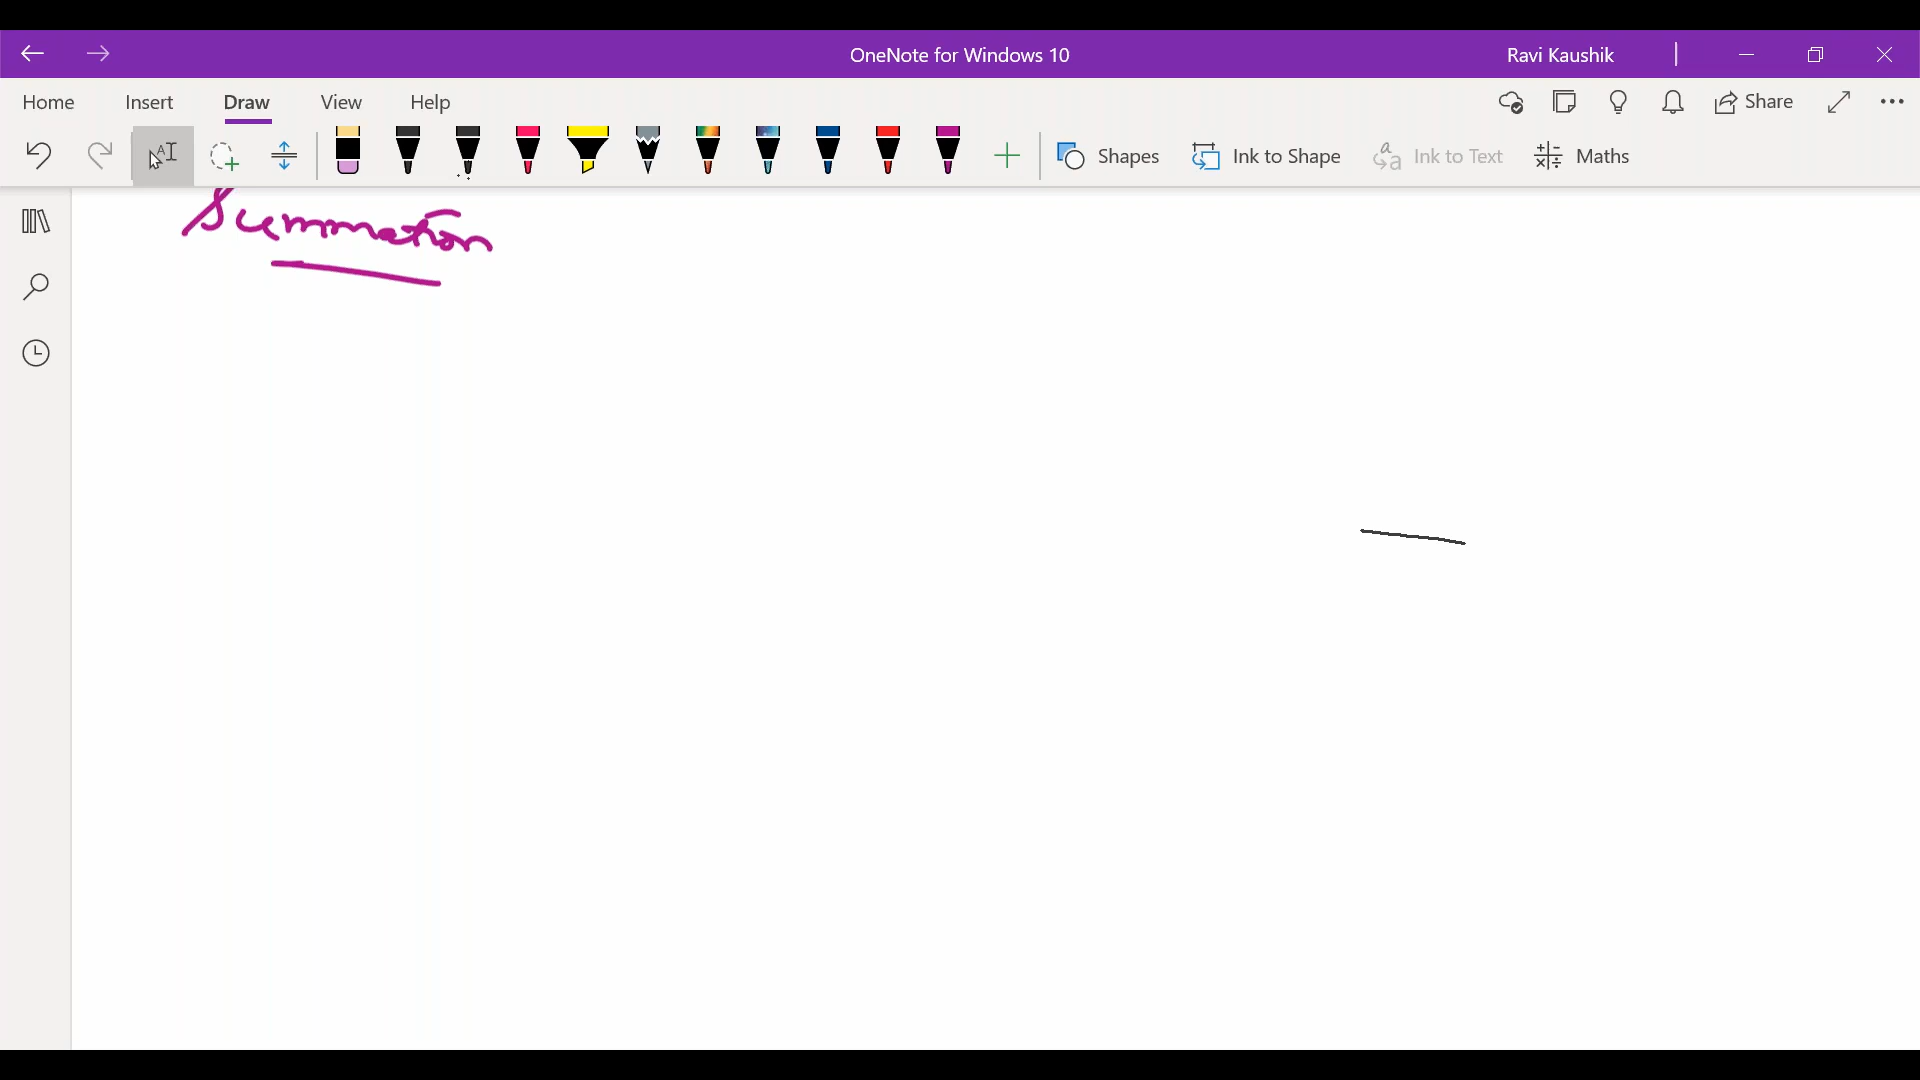 OneNote for Windows 10 Ravi Kaushik
Home Insert Draw View Help Share
Shapes Ink to Shape Ink to Text Maths
Summation